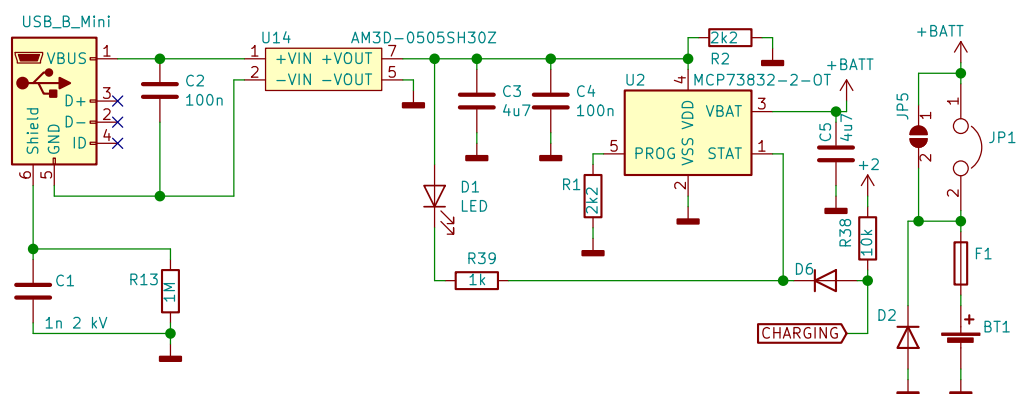 USB_B_Mini
VBUS 1
D+ 3
D- 2
ID 4
Shield
GND
6
5
C2
100n
U14
AM3D-0505SH30Z
1 +VIN +VOUT 7
2 -VIN -VOUT 5
C3
4u7
C4
100n
2k2
R2
U2
MCP73832-2-OT
4
VDD
VBAT 3
5 PROG
STAT 1
VSS
2
+BATT
C5
4u7
R1
2k2
D1
LED
R39
1k
D6
+2
R38
10k
CHARGING
C1
1n 2 kV
R13
1M
+BATT
JP5
1
2
1
JP1
2
F1
D2
+
BT1